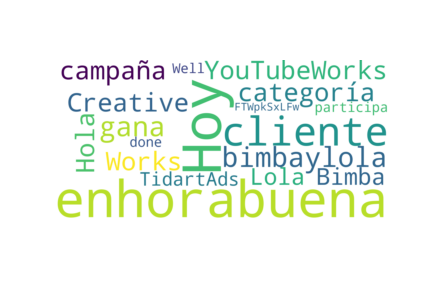 campaña Well YouTubeWorks
Creative Hoy categoría
FTWpkSxLFw participa
Hola gana cliente
done
Works bimbaylola
TidartAds Lola Bimba
enhorabuena